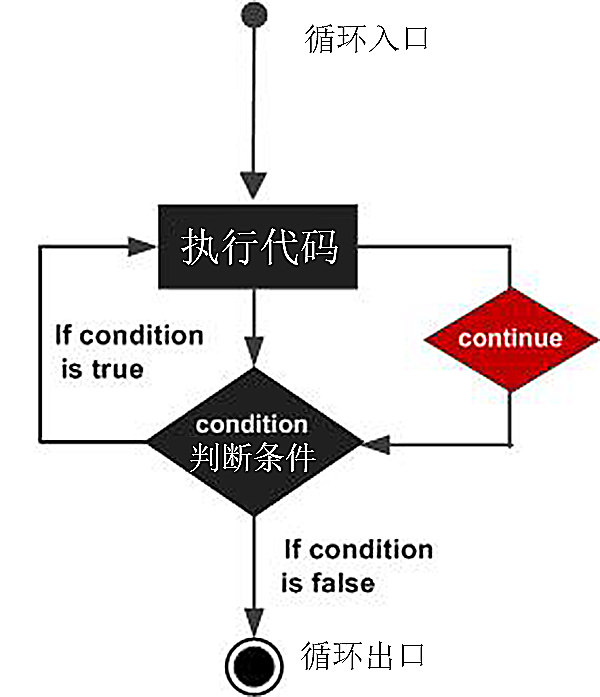 循环入口
执行代码
If condition
is true
continue
condition
判断条件
If condition
is false
循环出口